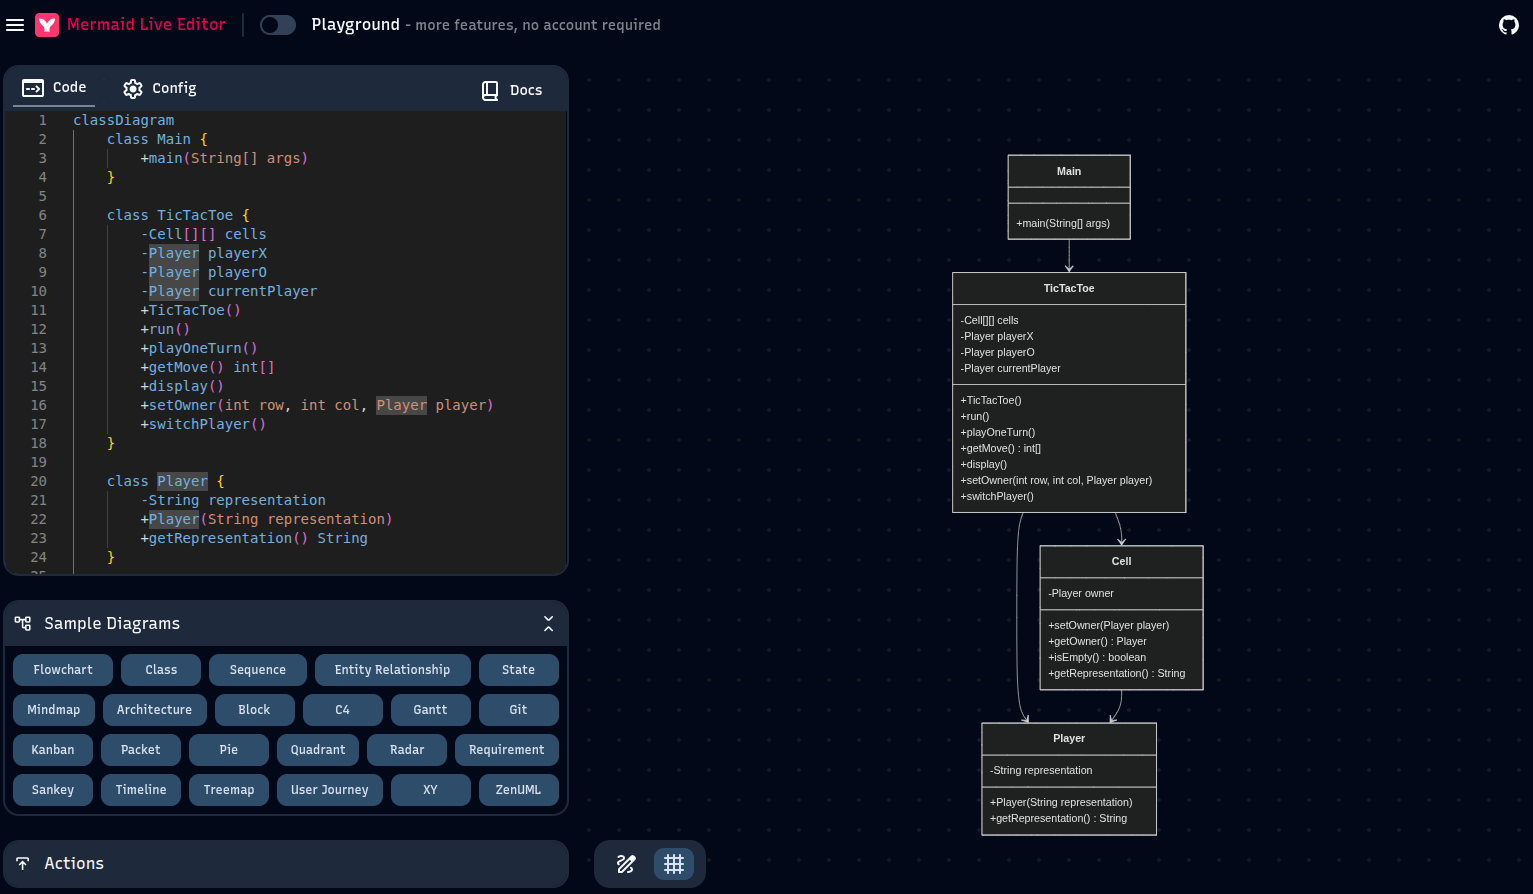 Mermaid Live Editor
Playground - more features, no account required
Code
Config
Docs
1 classDiagram
2 class Main {
3 +main(String[] args)
4 }
5
6 class TicTacToe {
7 -Cell[][] cells
8 -Player playerX
9 -Player playerO
10 -Player currentPlayer
11 +TicTacToe()
12 +run()
13 +playOneTurn()
14 +getMove() int[]
15 +display()
16 +setOwner(int row, int col, Player player)
17 +switchPlayer()
18 }
19
20 class Player {
21 -String representation
22 +Player(String representation)
23 +getRepresentation() String
24 }
Sample Diagrams
Flowchart Class Sequence Entity Relationship State
Mindmap Architecture Block C4 Gantt Git
Kanban Packet Pie Quadrant Radar Requirement
Sankey Timeline Treemap User Journey XY ZenUML
Actions
Main
+main(String[] args)
TicTacToe
-Cell[][] cells
-Player playerX
-Player playerO
-Player currentPlayer
+TicTacToe()
+run()
+playOneTurn()
+getMove() : int[]
+display()
+setOwner(int row, int col, Player player)
+switchPlayer()
Cell
-Player owner
+setOwner(Player player)
+getOwner() : Player
+isEmpty() : boolean
+getRepresentation() : String
Player
-String representation
+Player(String representation)
+getRepresentation() : String